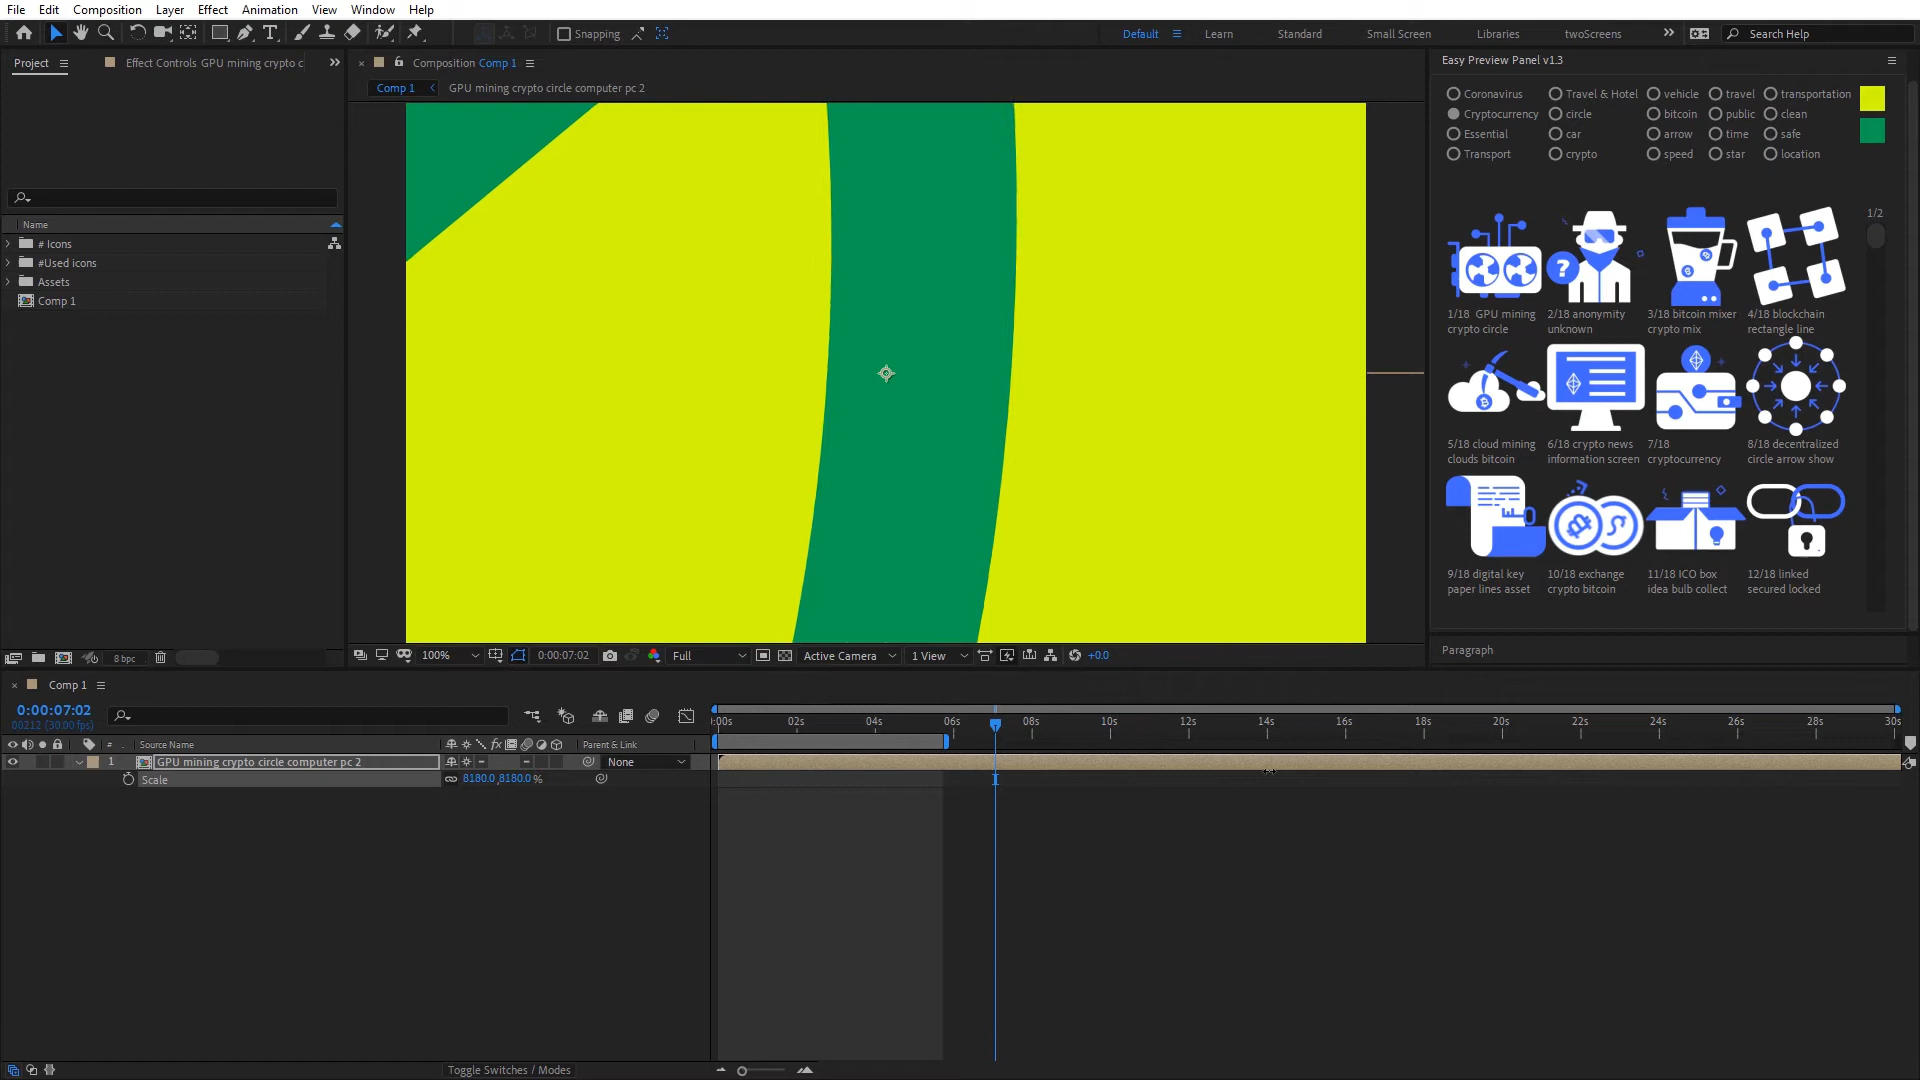 File Edit Composition Layer Effect Animation View Window Help
Snapping
Default Learn Standard Small Screen Libraries twoScreens Search Help
Project Effect Controls GPU mining crypto c
Composition Comp 1
Comp 1 GPU mining crypto circle computer pc 2
Easy Preview Panel v1.3
Coronavirus Travel & Hotel vehicle travel transportation
Cryptocurrency circle bitcoin public clean
Essential car arrow time safe
Transport crypto speed star location
Name
# Icons
#Used icons
Assets
Comp 1
1/2
1/18 GPU mining crypto circle
2/18 anonymity unknown
3/18 bitcoin mixer crypto mix
4/18 blockchain rectangle line
5/18 cloud mining clouds bitcoin
6/18 crypto news information screen
7/18 cryptocurrency
8/18 decentralized circle arrow show
9/18 digital key paper lines asset
10/18 exchange crypto bitcoin
11/18 ICO box idea bulb collect
12/18 linked secured locked
Paragraph
8 bpc
100% 0:00:07:02 Full Active Camera 1 View +0.0
Comp 1
0:00:07:02
00212 (30.00 fps)
:00s 02s 04s 06s 08s 10s 12s 14s 16s 18s 20s 22s 24s 26s 28s 30s
# Source Name Parent & Link
1 GPU mining crypto circle computer pc 2 None
Scale 8180.0,8180.0 %
Toggle Switches / Modes